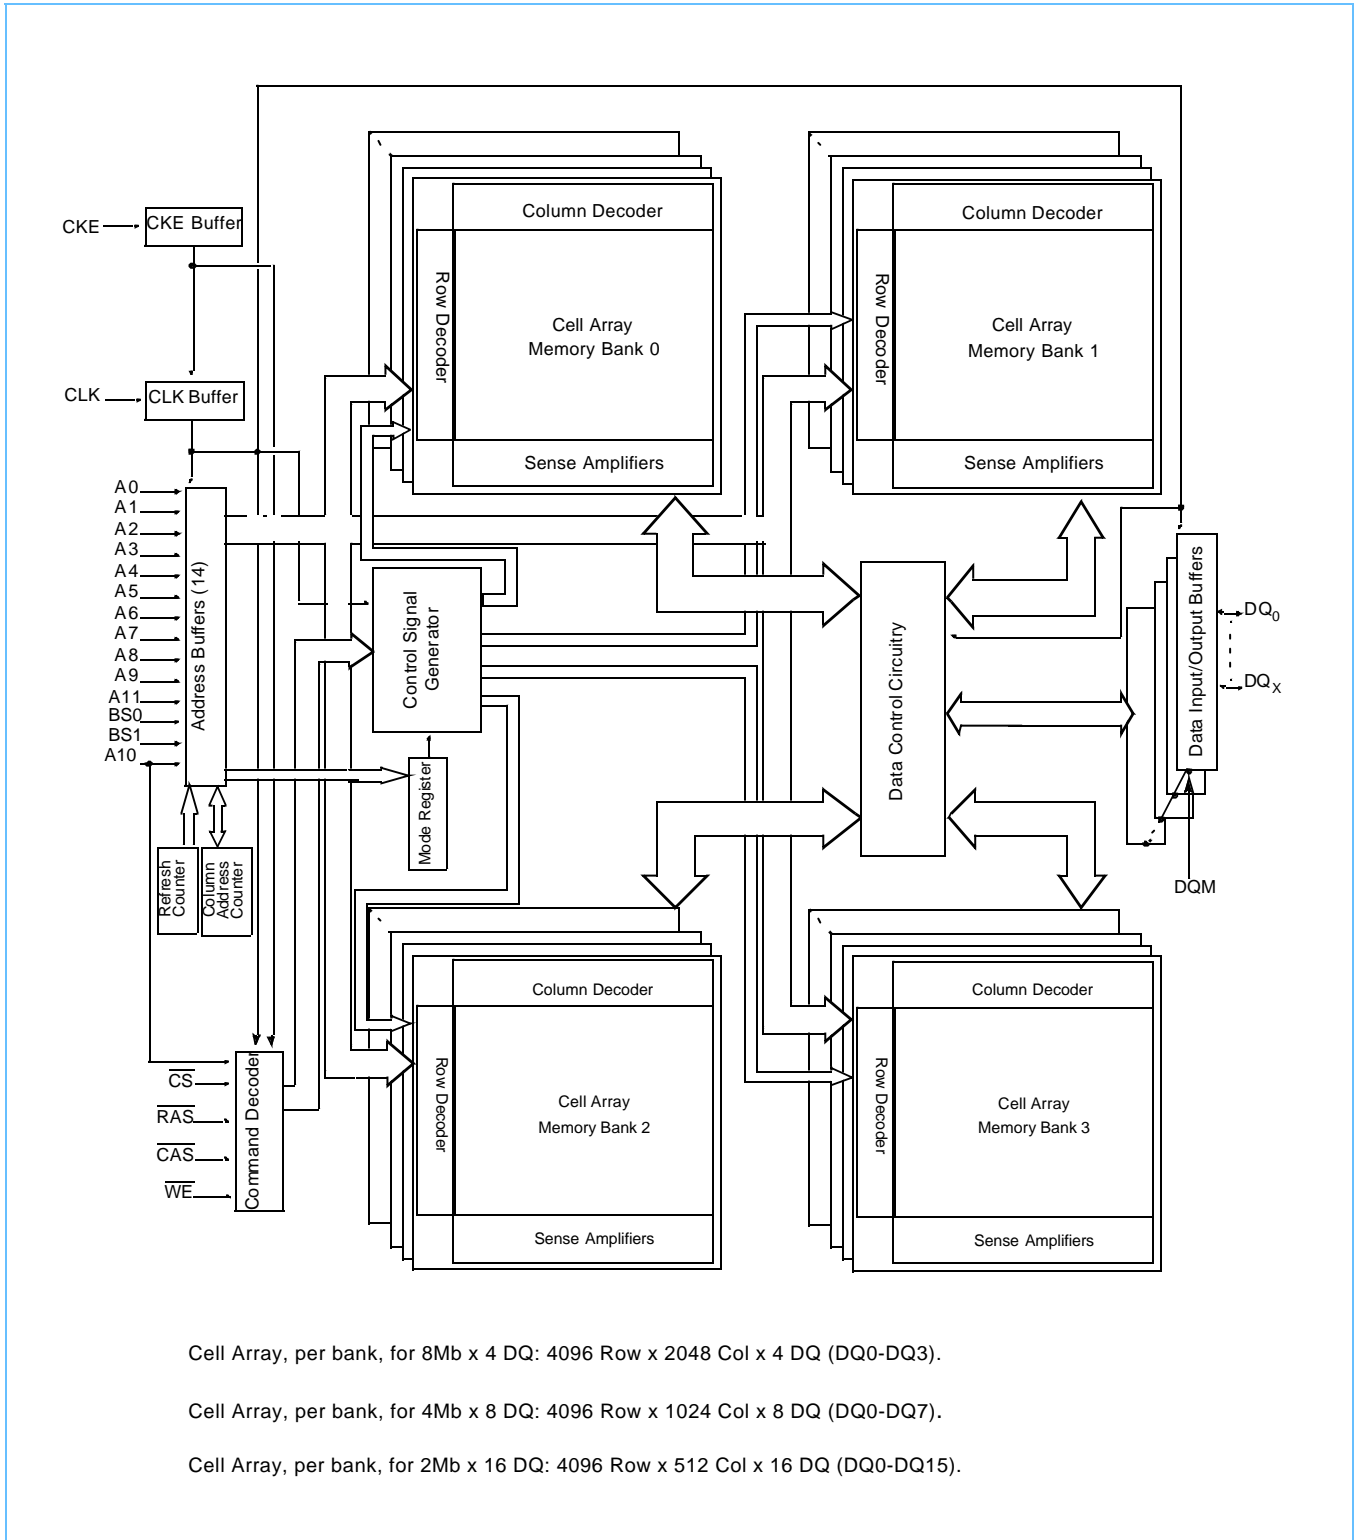 CKE
CKE Buffer
CLK
CLK Buffer
A0
A1
A2
A3
A4
A5
A6
A7
A8
A9
A11
BS0
BS1
A10
Address Buffers (14)
Refresh
Counter
Column
Address
Counter
CS
RAS
CAS
WE
Command Decoder
Control Signal
Generator
Mode Register
Column Decoder
Row Decoder
Cell Array
Memory Bank 0
Sense Amplifiers
Column Decoder
Row Decoder
Cell Array
Memory Bank 1
Sense Amplifiers
Data Control Circuitry
Data Input/Output Buffers
DQ0
DQX
DQM
Column Decoder
Row Decoder
Cell Array
Memory Bank 2
Sense Amplifiers
Column Decoder
Row Decoder
Cell Array
Memory Bank 3
Sense Amplifiers
Cell Array, per bank, for 8Mb x 4 DQ: 4096 Row x 2048 Col x 4 DQ (DQ0-DQ3).
Cell Array, per bank, for 4Mb x 8 DQ: 4096 Row x 1024 Col x 8 DQ (DQ0-DQ7).
Cell Array, per bank, for 2Mb x 16 DQ: 4096 Row x 512 Col x 16 DQ (DQ0-DQ15).